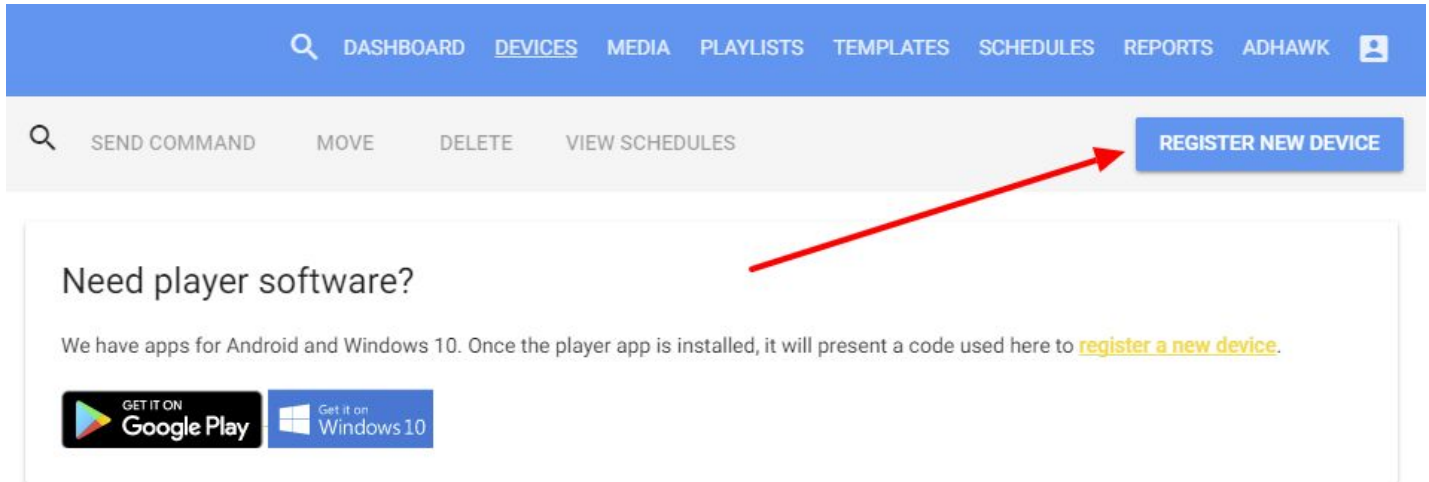 DASHBOARD DEVICES MEDIA PLAYLISTS TEMPLATES SCHEDULES REPORTS ADHAWK
SEND COMMAND MOVE DELETE VIEW SCHEDULES REGISTER NEW DEVICE
Need player software?
We have apps for Android and Windows 10. Once the player app is installed, it will present a code used here to register a new device.
GET IT ON
Google Play
Get it on
Windows 10